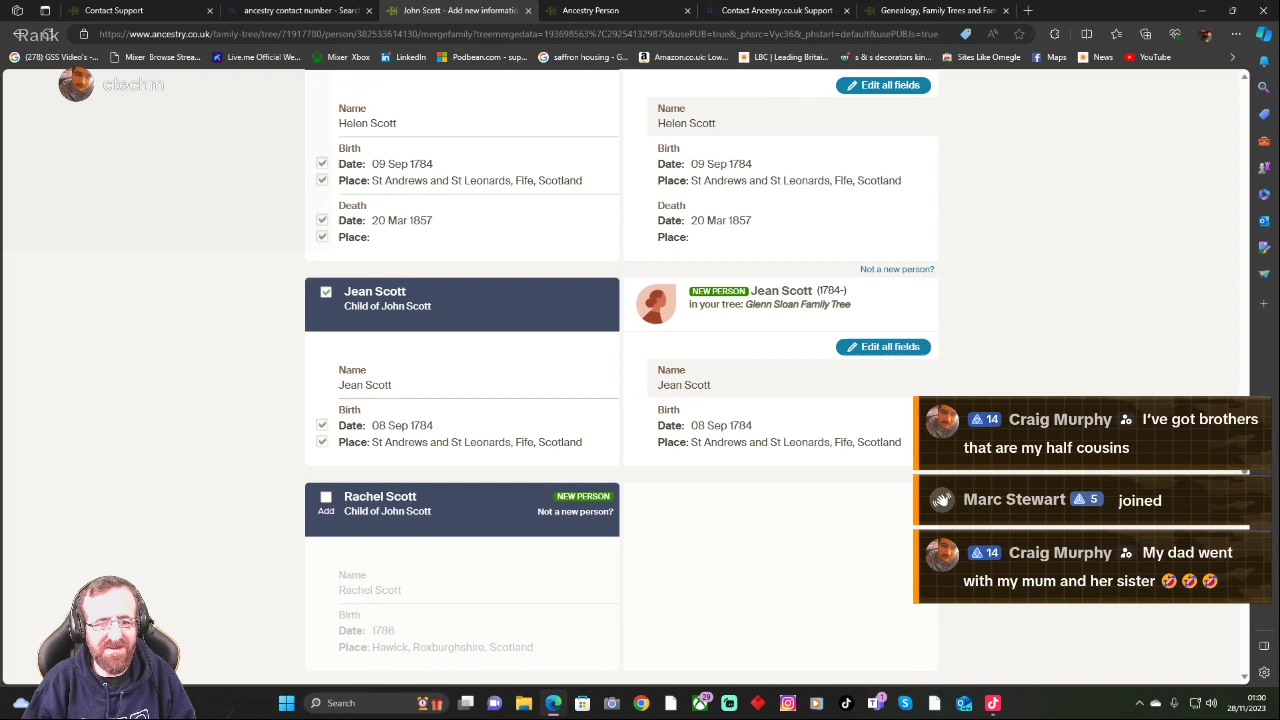 Contact Support
ancestry contact number - Search
John Scott - Add new informatio
Ancestry Person
Contact Ancestry.co.uk Support
Genealogy, Family Trees and Fam
https://www.ancestry.co.uk/family-tree/tree/71917780/person/382533614130/mergefamily?treemergedata=193698563%7C292541329875&usePUB=true&_phsrc=Vyc36&_phstart=default&usePUBJs=true
(278) GSS Video's -...
Mixer Browse Strea...
Live.me Official We...
Mixer Xbox
LinkedIn
Podbean.com - sup...
saffron housing - G...
Amazon.co.uk Low...
LBC | Leading Britai...
s & s decorators kin...
Sites Like Omegle
Maps
News
YouTube
ctechm
Edit all fields
Name
Helen Scott
Name
Helen Scott
Birth
Date: 09 Sep 1784
Place: St Andrews and St Leonards, Fife, Scotland
Birth
Date: 09 Sep 1784
Place: St Andrews and St Leonards, Fife, Scotland
Death
Date: 20 Mar 1857
Place:
Death
Date: 20 Mar 1857
Place:
Not a new person?
Jean Scott
Child of John Scott
NEW PERSON Jean Scott (1784-)
in your tree: Glenn Sloan Family Tree
Edit all fields
Name
Jean Scott
Name
Jean Scott
Birth
Date: 08 Sep 1784
Place: St Andrews and St Leonards, Fife, Scotland
Birth
Date: 08 Sep 1784
Place: St Andrews and St Leonards, Fife, Scotland
14 Craig Murphy I've got brothers
that are my half cousins
Marc Stewart 5 joined
14 Craig Murphy My dad went
with my mum and her sister 🤣🤣🤣
Rachel Scott NEW PERSON
Add Child of John Scott Not a new person?
Name
Rachel Scott
Birth
Date: 1786
Place: Hawick, Roxburghshire, Scotland
Search
29
1
01:00
28/11/2023